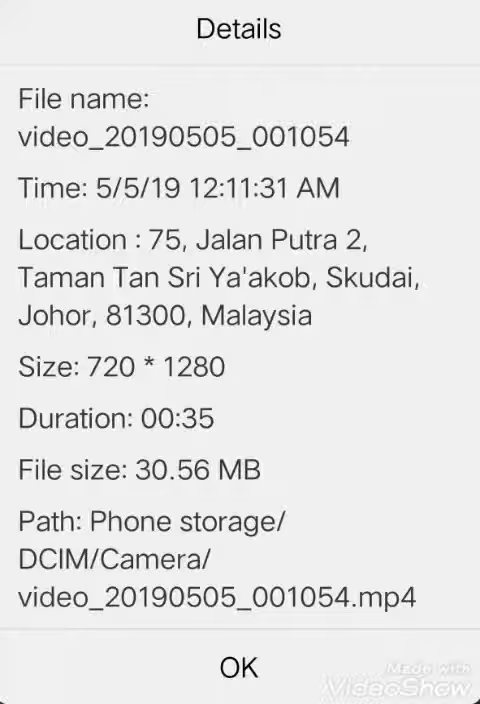 Details
File name:
video_20190505_001054
Time: 5/5/19 12:11:31 AM
Location : 75, Jalan Putra 2,
Taman Tan Sri Ya'akob, Skudai,
Johor, 81300, Malaysia
Size: 720 * 1280
Duration: 00:35
File size: 30.56 MB
Path: Phone storage/
DCIM/Camera/
video_20190505_001054.mp4
OK
Made with
VideoShow